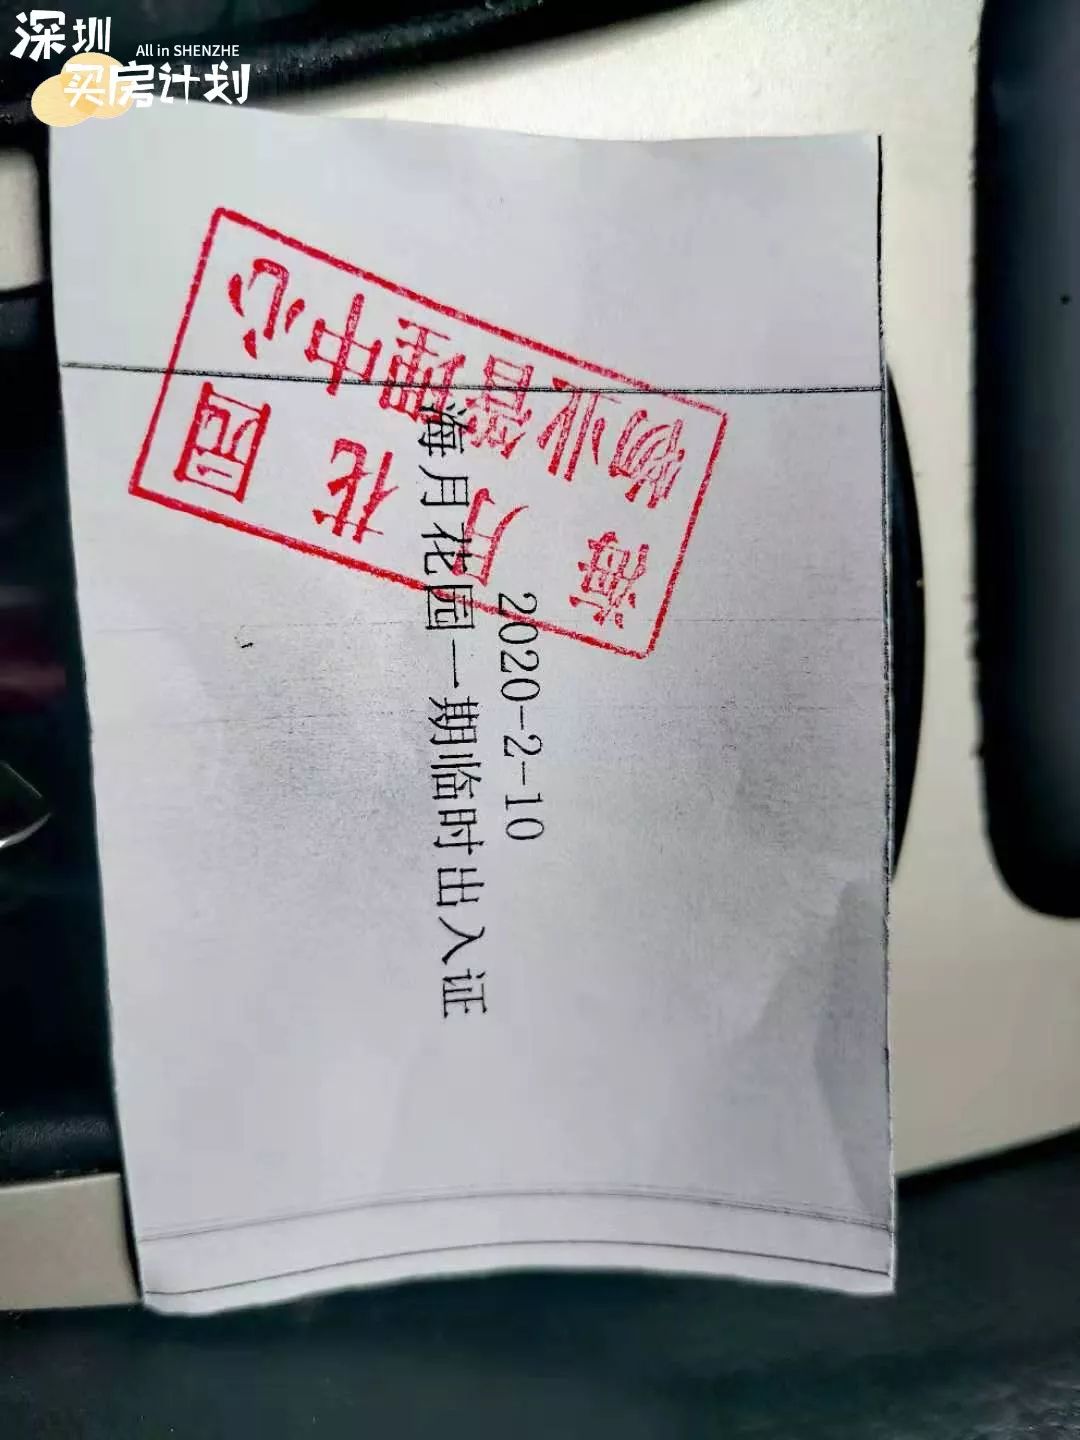 深圳
All in SHENZHE
买房计划
2020-2-10
海月花园一期临时出入证
海月花园
物业管理中心